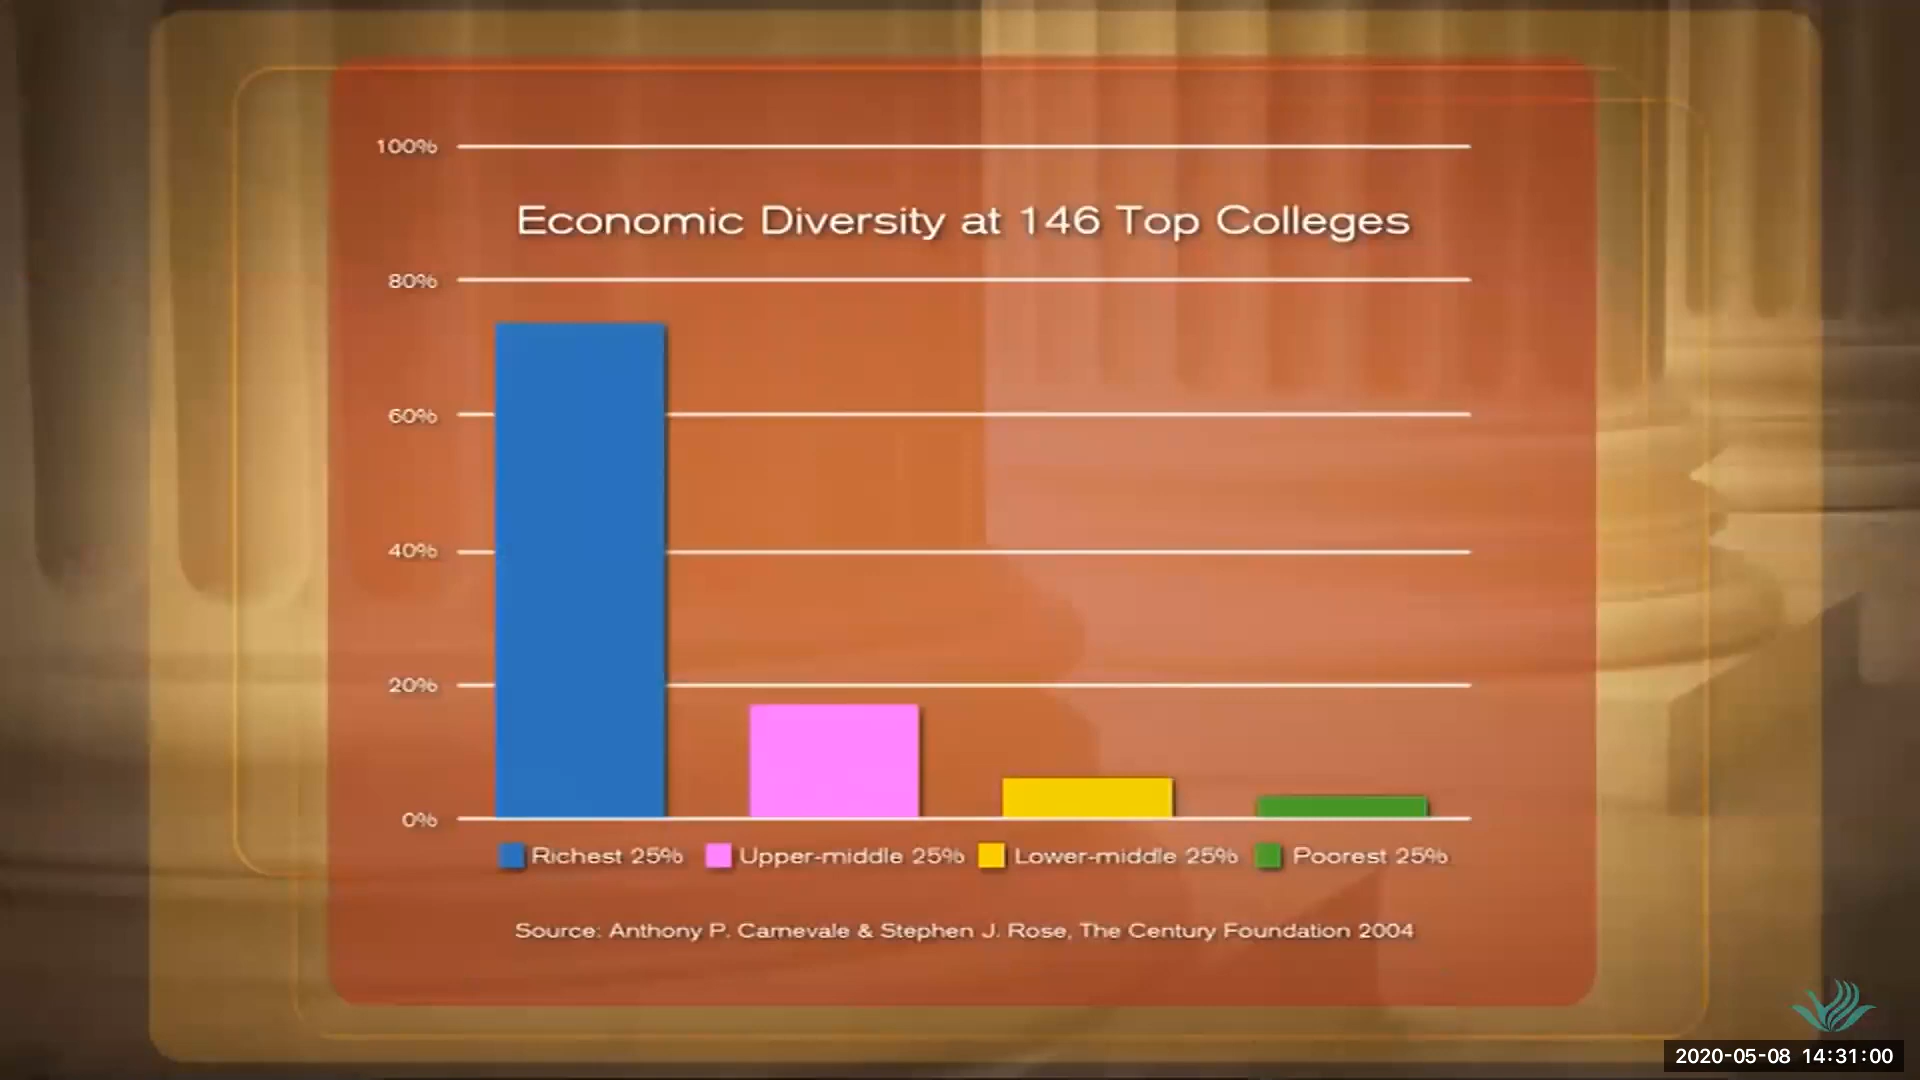 100%
Economic Diversity at 146 Top Colleges
80%
60%
40%
20%
0%
Richest 25% Upper-middle 25% Lower-middle 25% Poorest 25%
Source: Anthony P. Carnevale & Stephen J. Rose, The Century Foundation 2004
2020-05-08 14:31:00